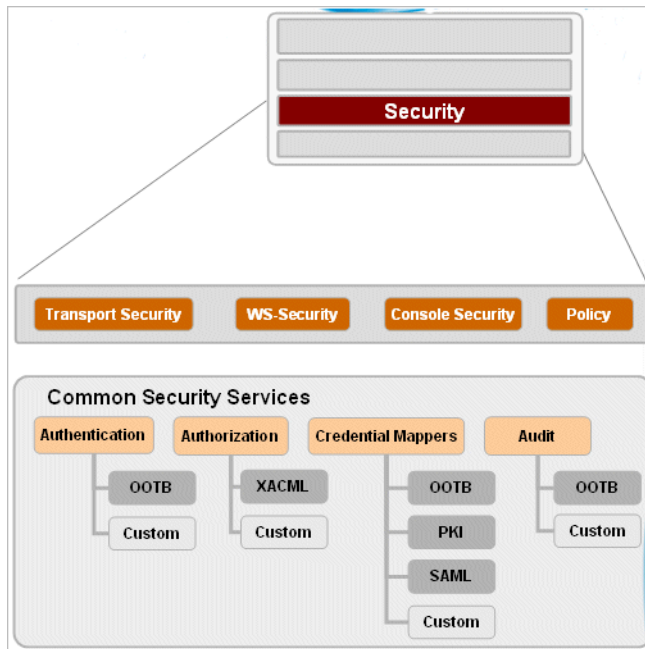 Security
Transport Security WS-Security Console Security Policy
Common Security Services
Authentication Authorization Credential Mappers Audit
OOTB XACML OOTB OOTB
Custom Custom PKI Custom
SAML
Custom